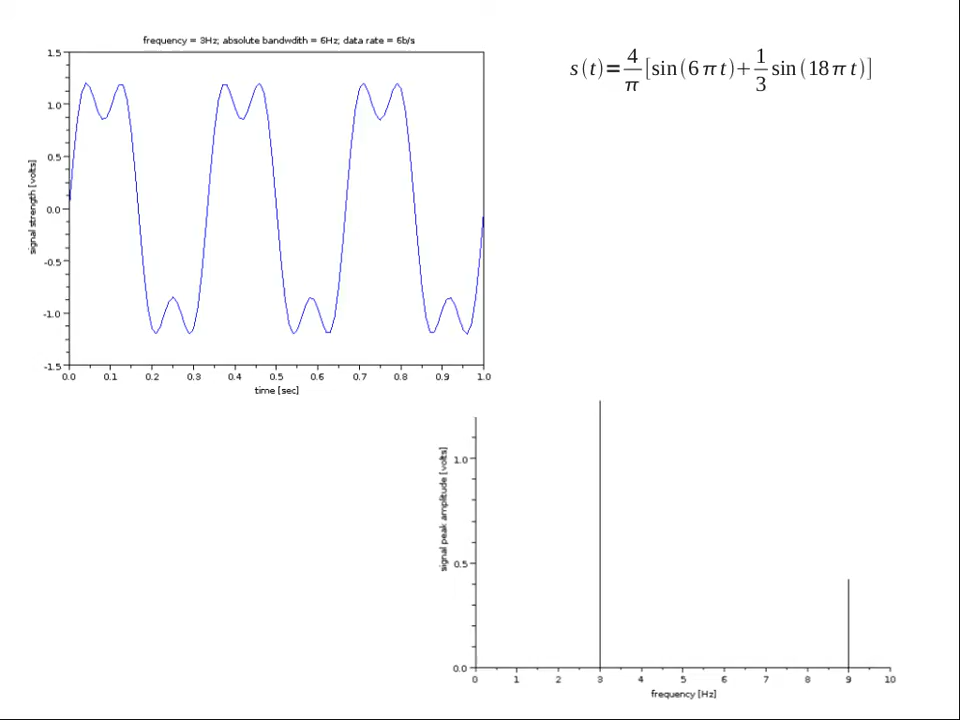 frequency = 3Hz; absolute bandwdith = 6Hz; data rate = 6b/s
s(t)=4/π[sin(6πt)+1/3 sin(18πt)]
1.5
1.0
0.5
0.0
-0.5
-1.0
-1.5
signal strength [volts]
0.0 0.1 0.2 0.3 0.4 0.5 0.6 0.7 0.8 0.9 1.0
time [sec]
signal peak amplitude [volts]
1.0
0.5
0.0
0 1 2 3 4 5 6 7 8 9 10
frequency [Hz]